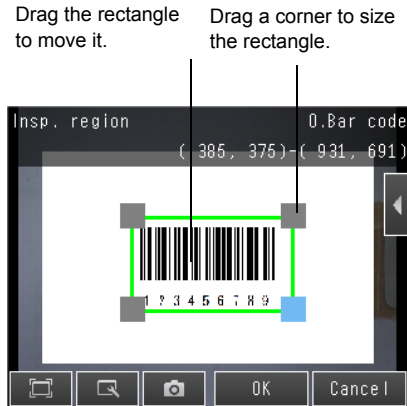 Drag the rectangle
to move it.
Drag a corner to size
the rectangle.
Insp. region
0.Bar code
( 385, 375)-( 931, 691)
1 2 3 4 5 6 7 8 9
OK
Cancel